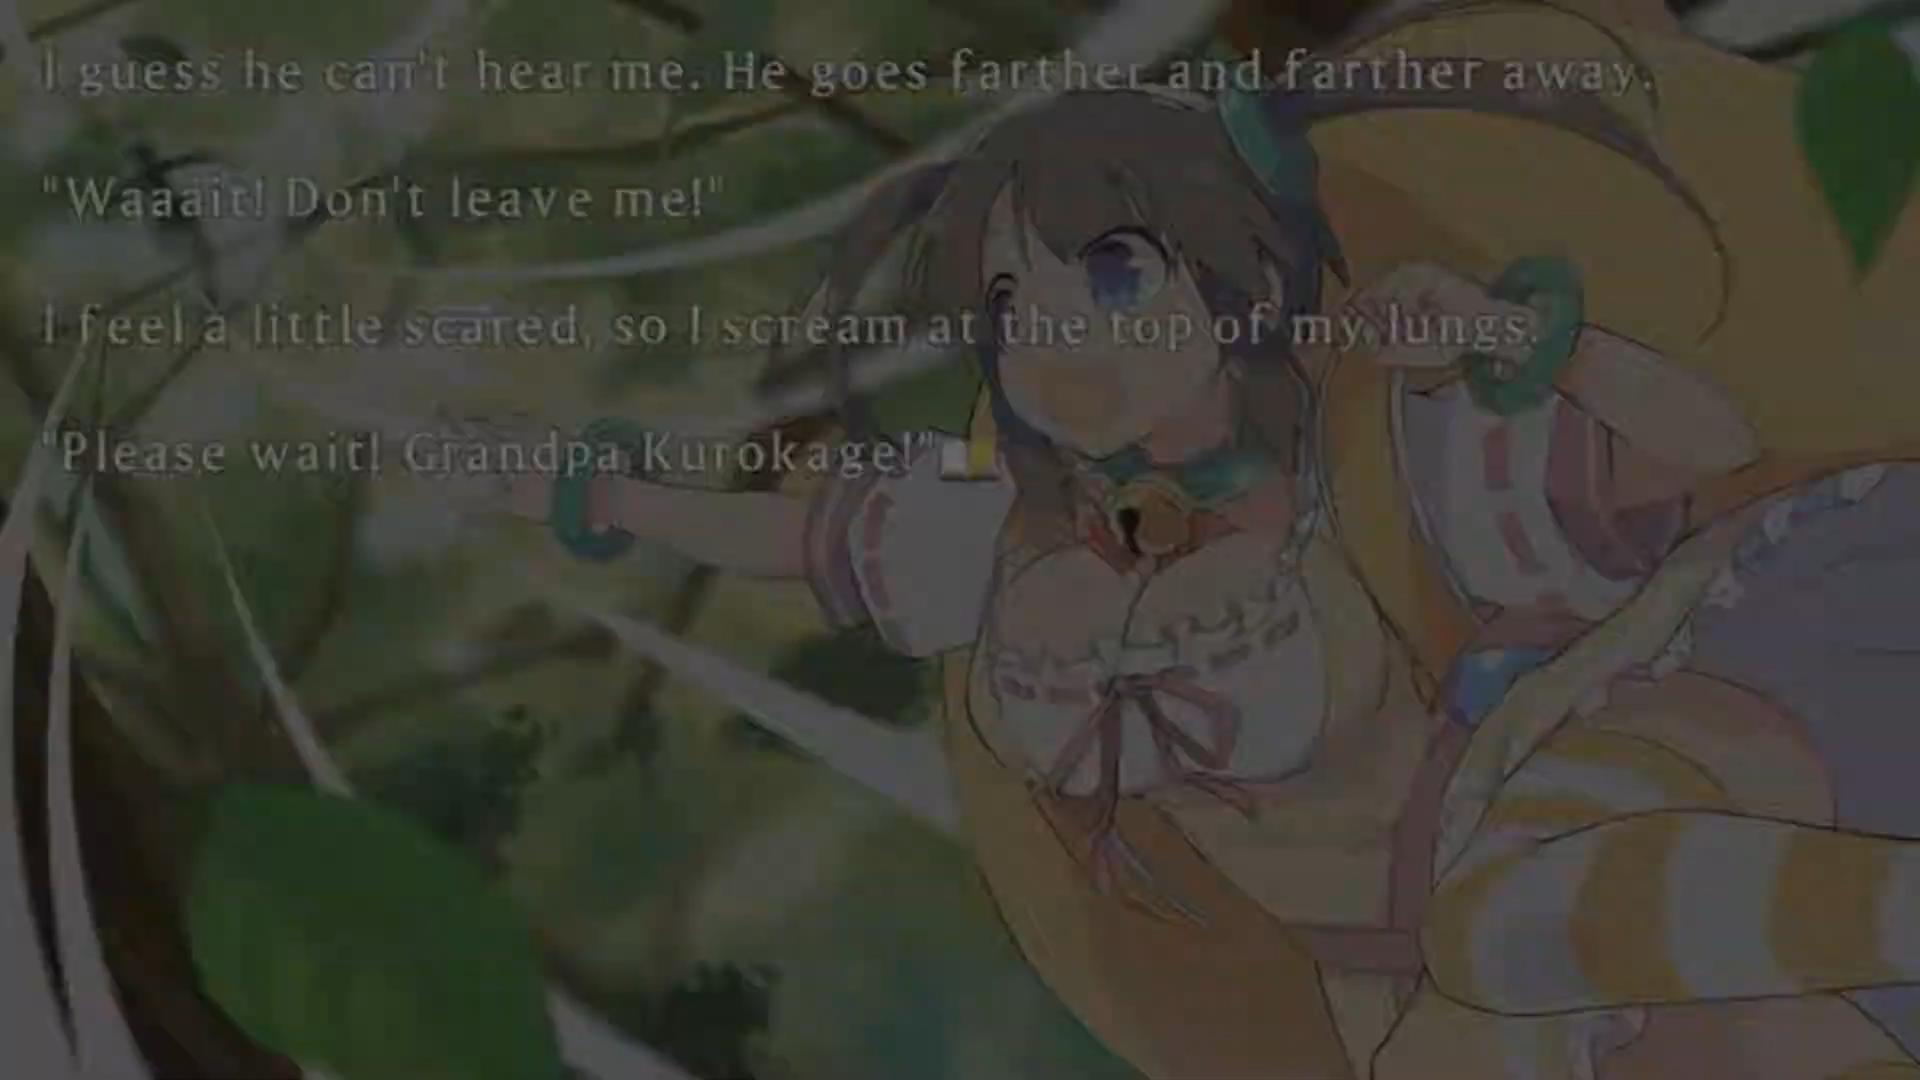 I guess he can't hear me. He goes farther and farther away.
"Waaait! Don't leave me!"
I feel a little scared, so I scream at the top of my lungs.
"Please wait! Grandpa Kurokage!"